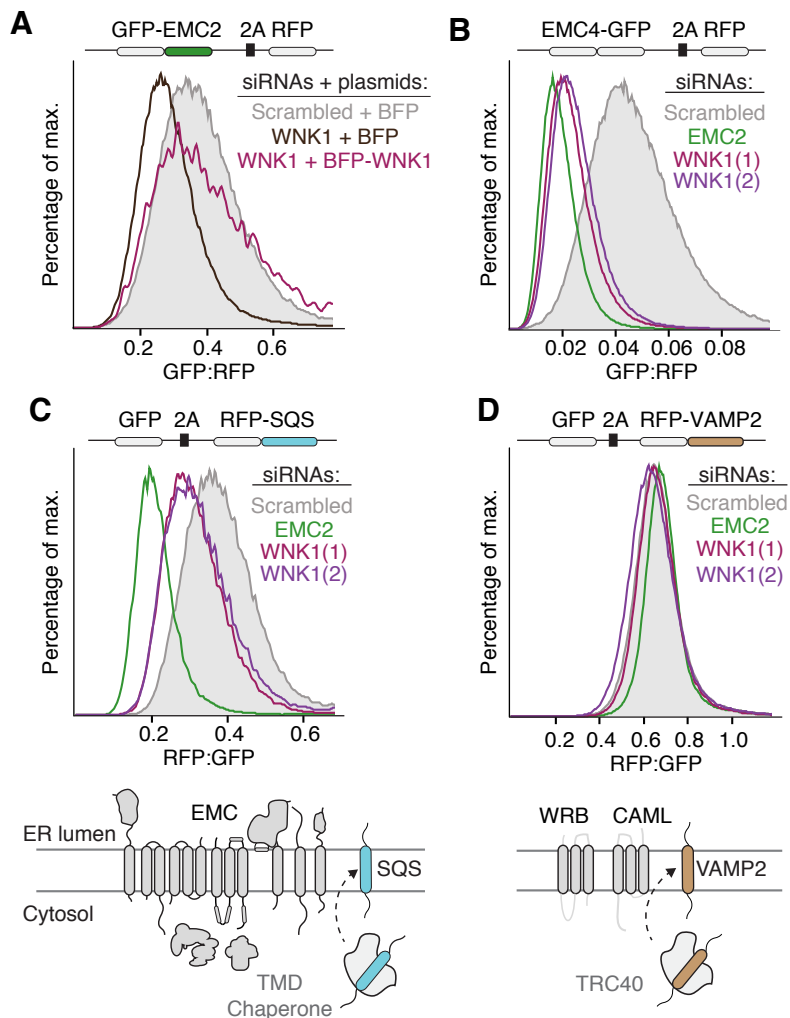 A
GFP-EMC2 2A RFP
siRNAs + plasmids:
Scrambled + BFP
WNK1 + BFP
WNK1 + BFP-WNK1
Percentage of max.
0.2 0.4 0.6
GFP:RFP
B
EMC4-GFP 2A RFP
siRNAs:
Scrambled
EMC2
WNK1(1)
WNK1(2)
Percentage of max.
0.02 0.04 0.06 0.08
GFP:RFP
C
GFP 2A RFP-SQS
siRNAs:
Scrambled
EMC2
WNK1(1)
WNK1(2)
Percentage of max.
0.2 0.4 0.6
RFP:GFP
EMC
ER lumen
SQS
Cytosol
TMD
Chaperone
D
GFP 2A RFP-VAMP2
siRNAs:
Scrambled
EMC2
WNK1(1)
WNK1(2)
Percentage of max.
0.2 0.4 0.6 0.8 1.0
RFP:GFP
WRB CAML
VAMP2
TRC40